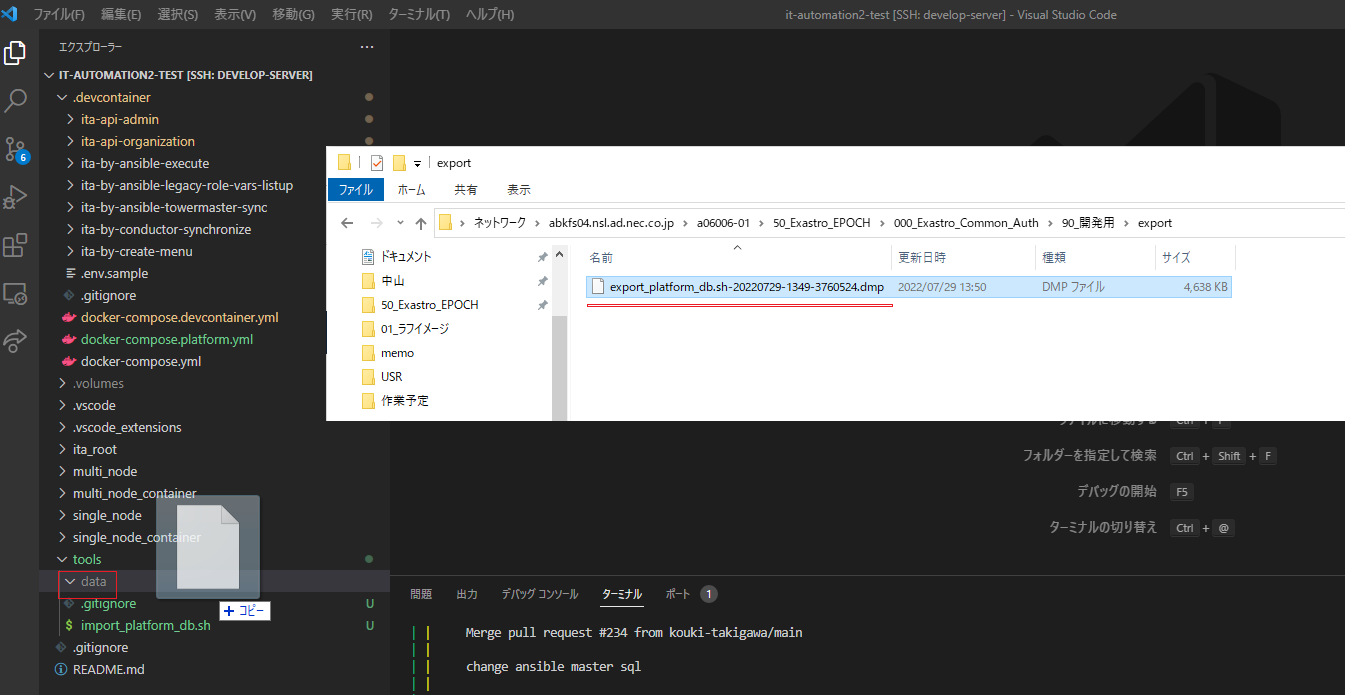 ファイル(F) 編集(E) 選択(S) 表示(V) 移動(G) 実行(R) ターミナル(T) ヘルプ(H) it-automation2-test [SSH: develop-server] - Visual Studio Code
エクスプローラー ...
IT-AUTOMATION2-TEST [SSH: DEVELOP-SERVER]
.devcontainer
ita-api-admin
ita-api-organization
ita-by-ansible-execute
ita-by-ansible-legacy-role-vars-listup
ita-by-ansible-towermaster-sync
ita-by-conductor-synchronize
ita-by-create-menu
.env.sample
.gitignore
docker-compose.devcontainer.yml
docker-compose.platform.yml
docker-compose.yml
.volumes
.vscode
.vscode_extensions
ita_root
multi_node
multi_node_container
single_node
single_node_container
tools
data
.gitignore U
$ import_platform_db.sh U
.gitignore
README.md
6
コピー
export
ファイル ホーム 共有 表示
ネットワーク > abkfs04.nsl.ad.nec.co.jp > a06006-01 > 50_Exastro_EPOCH > 000_Exastro_Common_Auth > 90_開発用 > export
ドキュメント
中山
50_Exastro_EPOCH
01_ラフイメージ
memo
USR
作業予定
名前 更新日時 種類 サイズ
export_platform_db.sh-20220729-1349-3760524.dmp 2022/07/29 13:50 DMP ファイル 4,638 KB
フォルダーを指定して検索 Ctrl + Shift + F
デバッグの開始 F5
ターミナルの切り替え Ctrl + @
問題 出力 デバッグ コンソール ターミナル ポート 1
Merge pull request #234 from kouki-takigawa/main
change ansible master sql